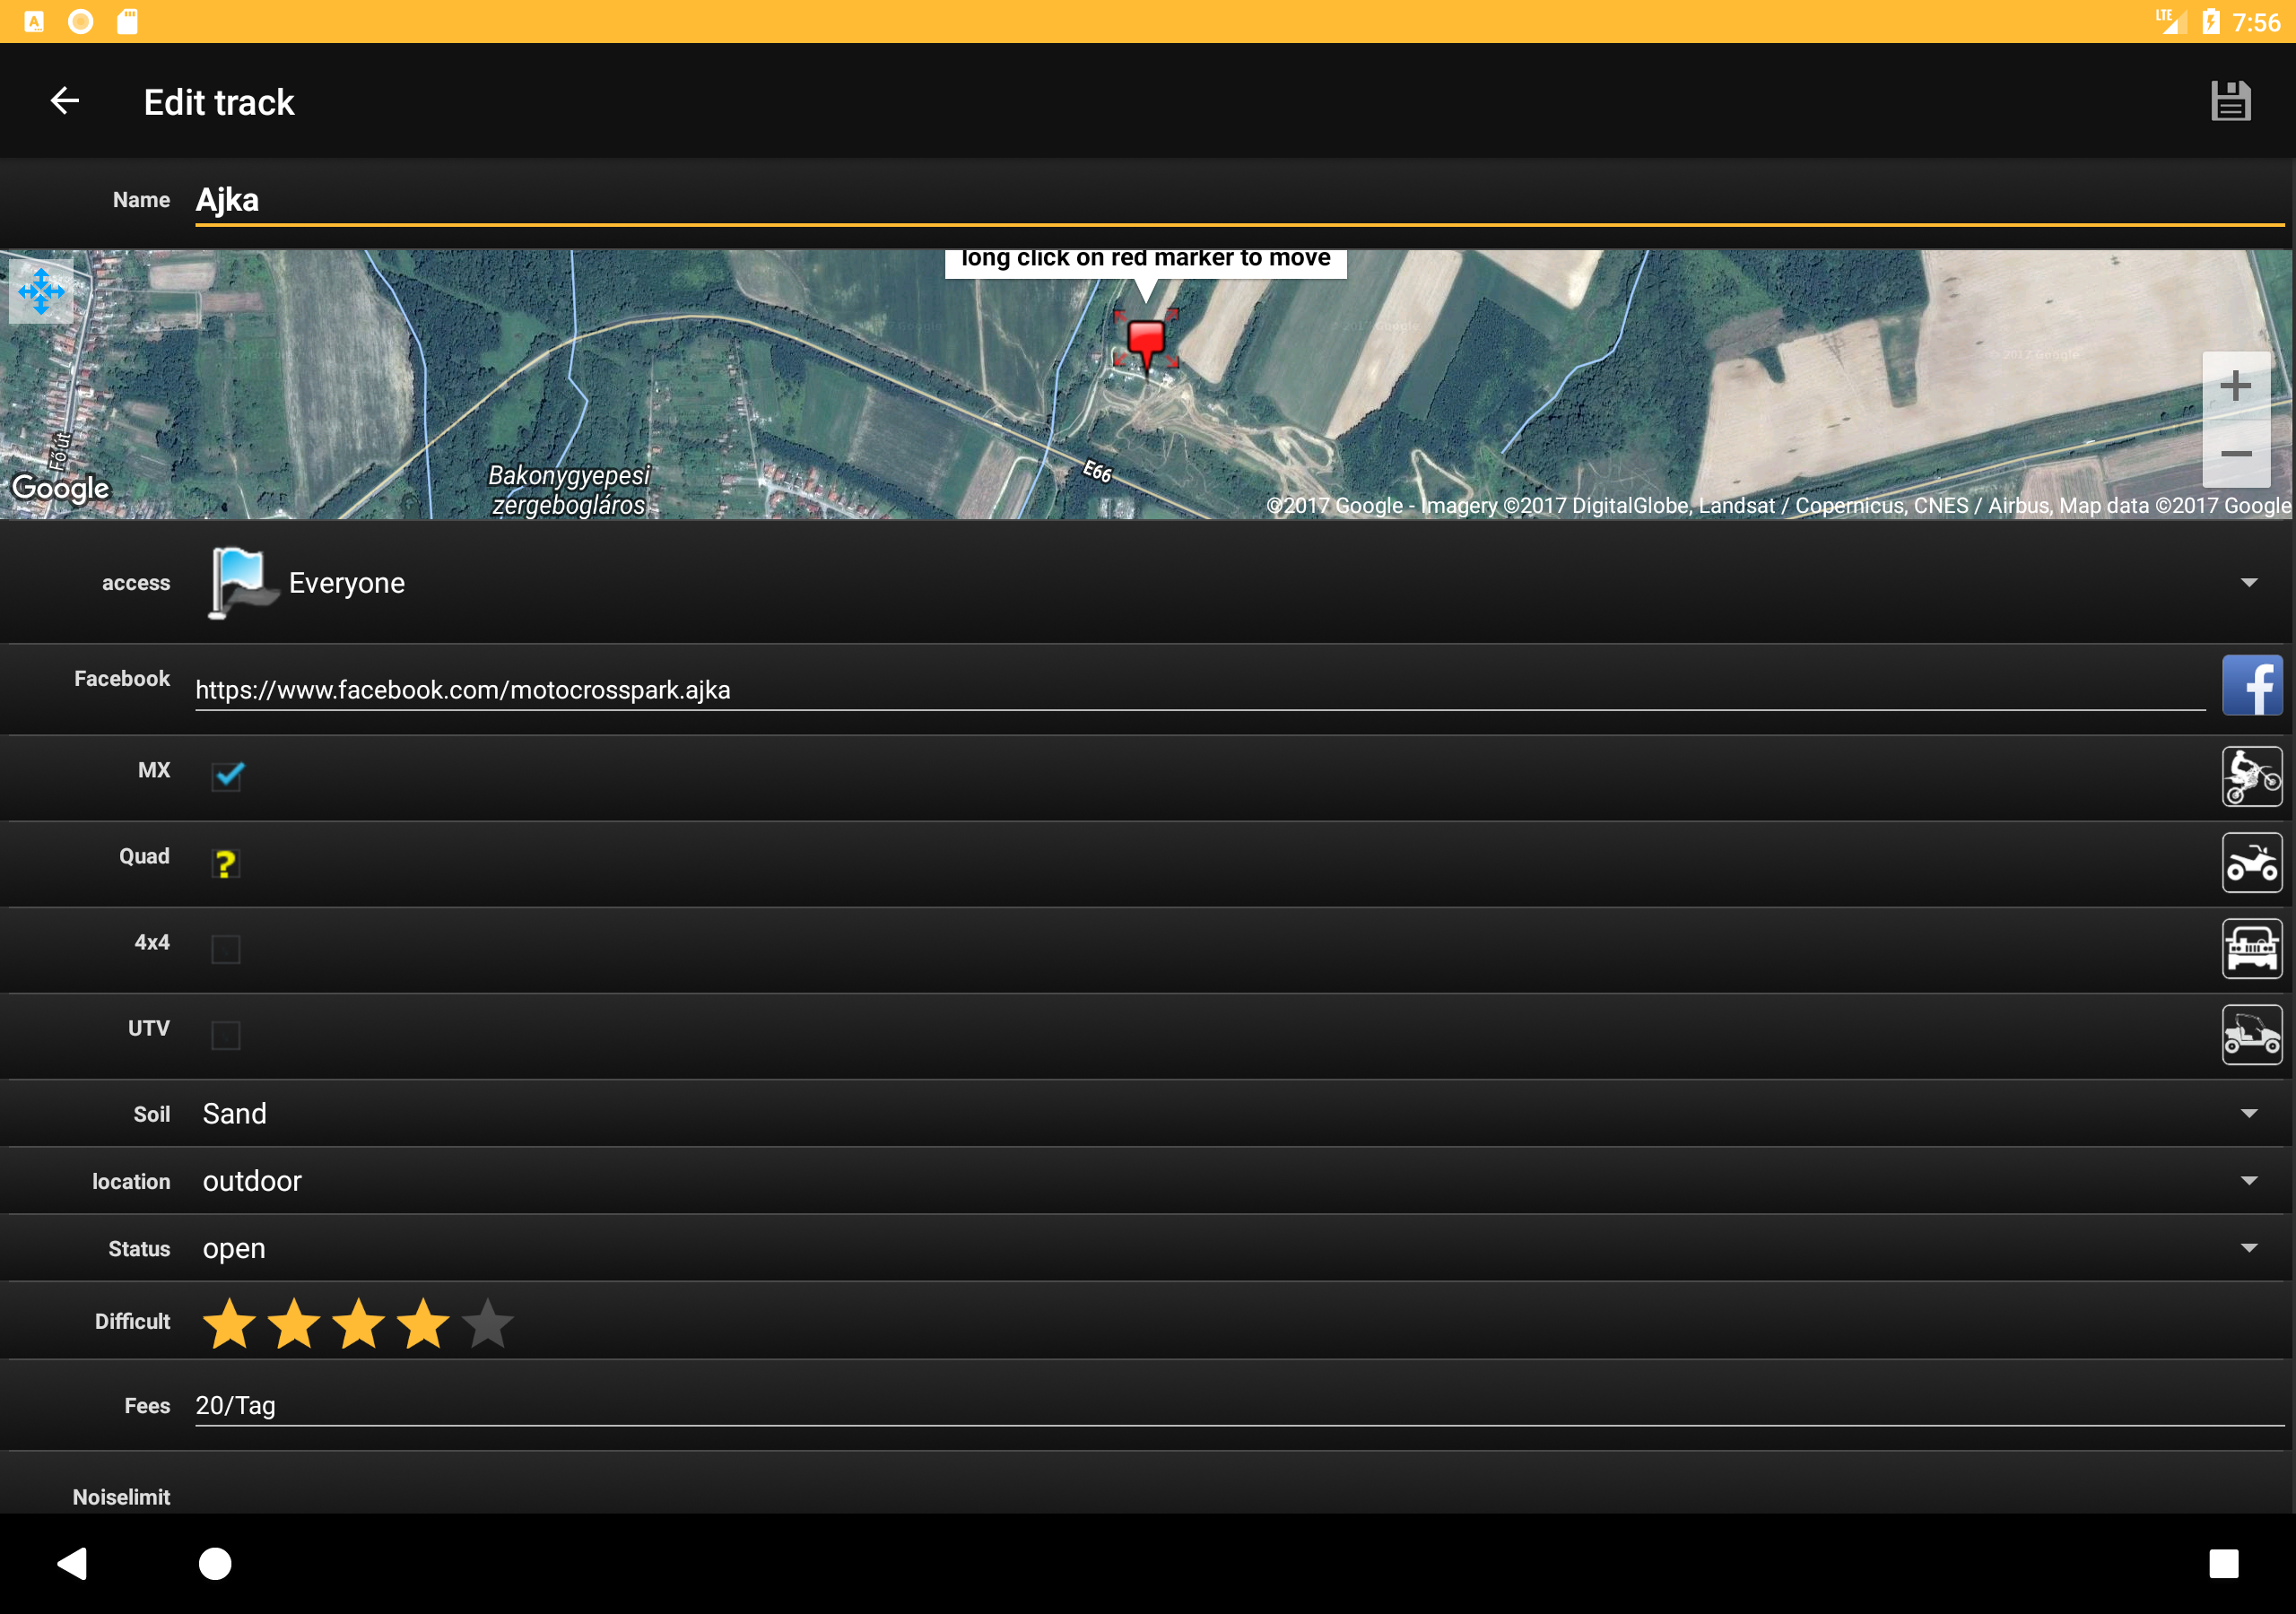 LTE 7:56
Edit track
Name Ajka
long click on red marker to move
Főút
Bakonygyepesi
zergebogláros
E66
Google
©2017 Google - Imagery ©2017 DigitalGlobe, Landsat / Copernicus, CNES / Airbus, Map data ©2017 Google
access Everyone
Facebook https://www.facebook.com/motocrosspark.ajka
MX
Quad ?
4x4
UTV
Soil Sand
location outdoor
Status open
Difficult
Fees 20/Tag
Noiselimit